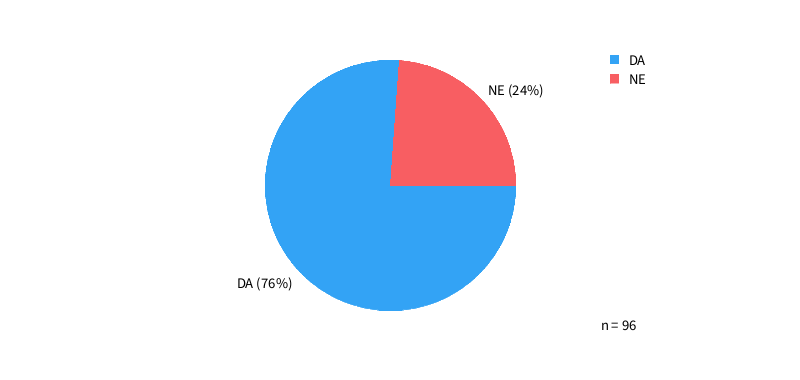 DA
NE
NE (24%)
DA (76%)
n = 96